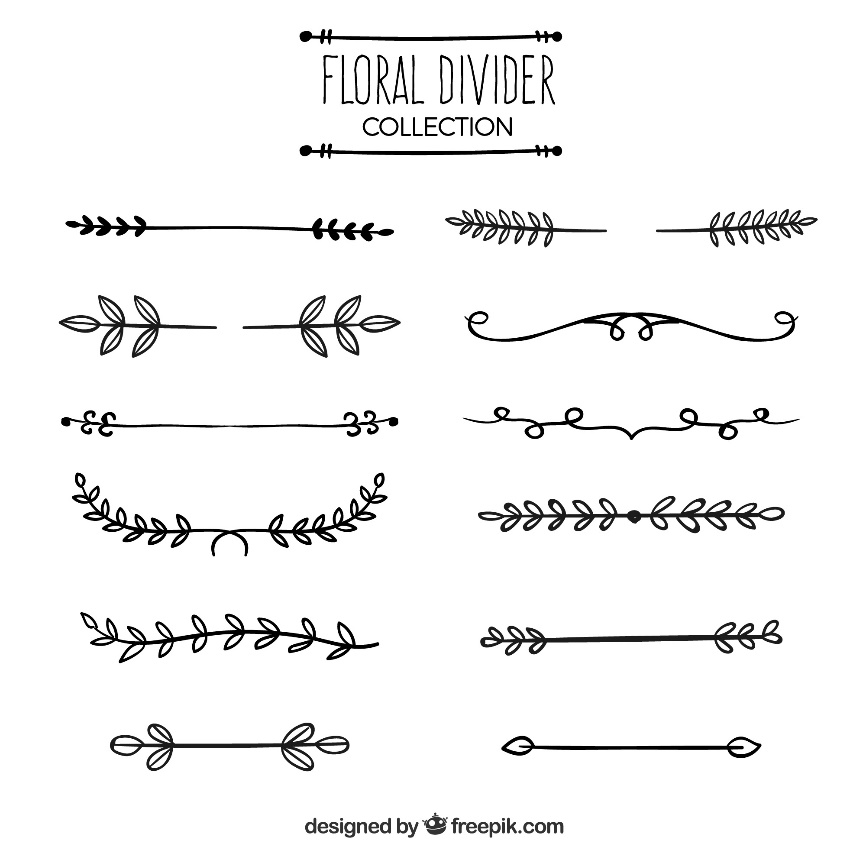 FLORAL DIVIDER
COLLECTION
designed by freepik.com